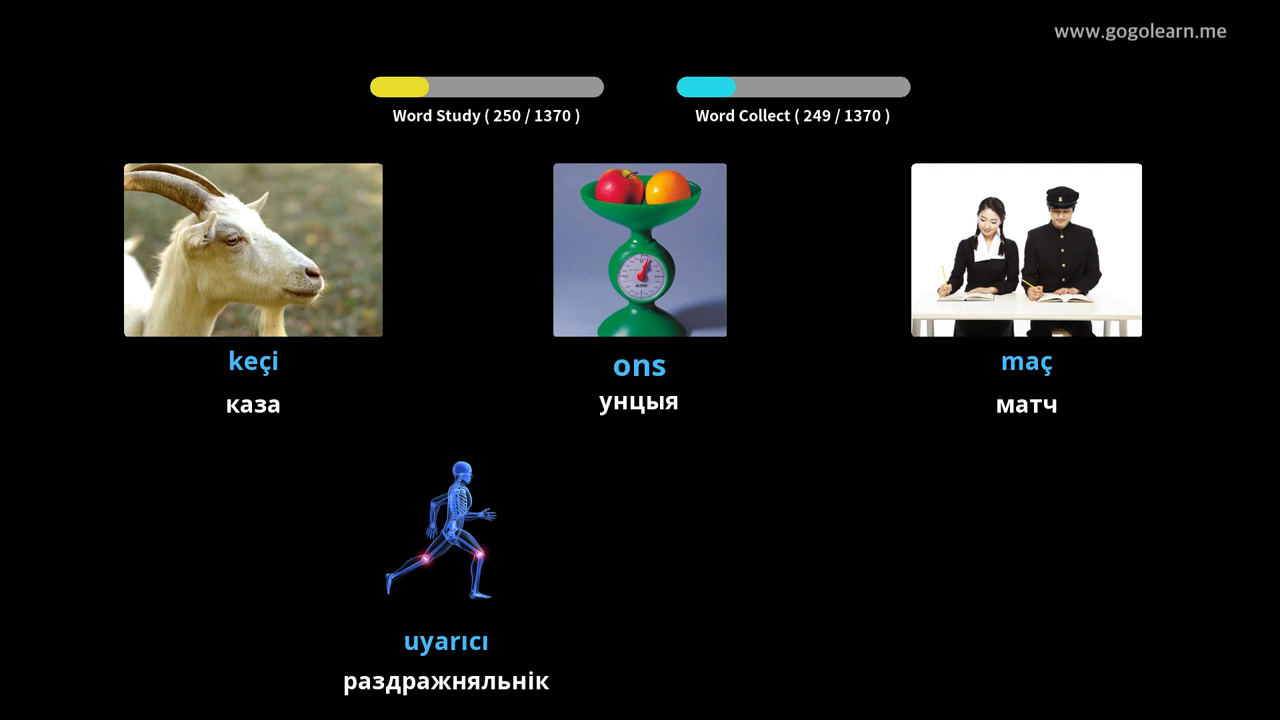 www.gogolearn.me
Word Study ( 250 / 1370 )
Word Collect ( 249 / 1370 )
keçi
каза
ons
унцыя
maç
матч
uyarıcı
раздражняльнік